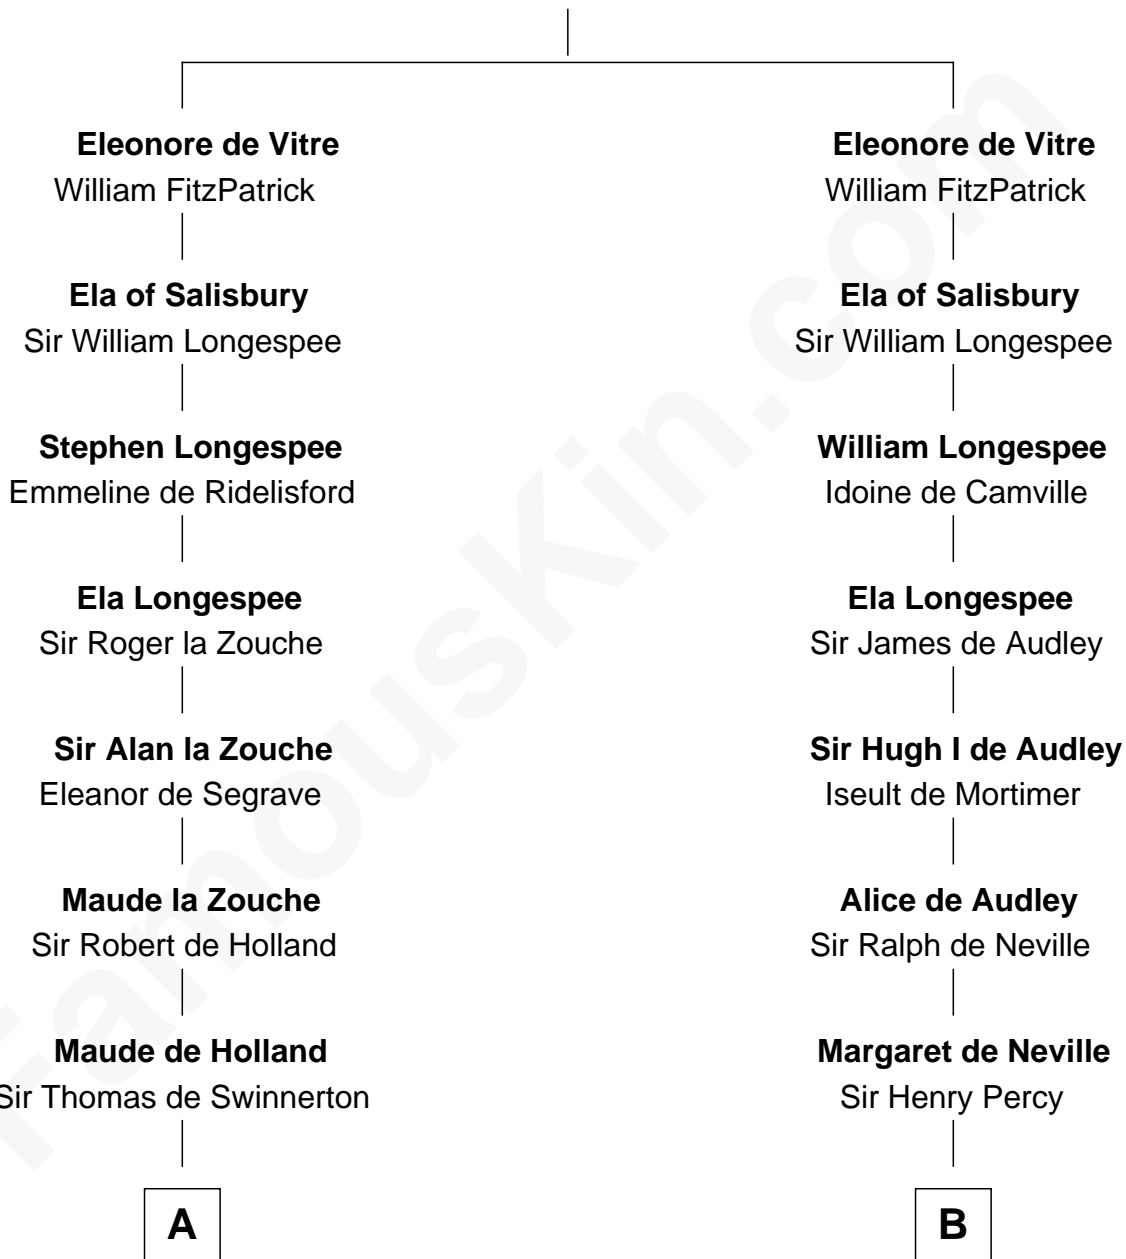 Eleonore de Vitre
William FitzPatrick
Ela of Salisbury
Sir William Longespee
Stephen Longespee
Emmeline de Ridelisford
Ela Longespee
Sir Roger la Zouche
Sir Alan la Zouche
Eleanor de Segrave
Maude la Zouche
Sir Robert de Holland
Maude de Holland
Sir Thomas de Swinnerton
A
Eleonore de Vitre
William FitzPatrick
Ela of Salisbury
Sir William Longespee
William Longespee
Idoine de Camville
Ela Longespee
Sir James de Audley
Sir Hugh I de Audley
Iseult de Mortimer
Alice de Audley
Sir Ralph de Neville
Margaret de Neville
Sir Henry Percy
B
FamousKin.com